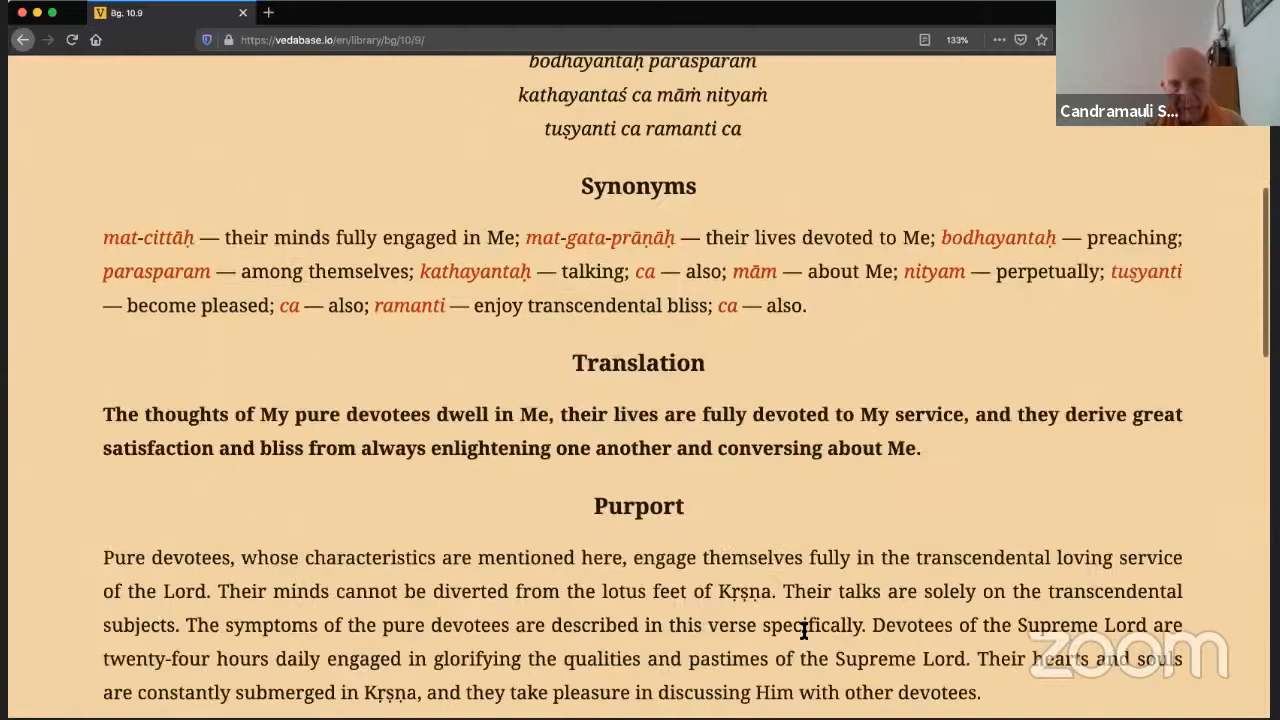 Bg. 10.9
https://vedabase.io/en/library/bg/10/9/
133%
Candramauli S...
bodhayantaḥ parasparam
kathayantaś ca māṁ nityaṁ
tuṣyanti ca ramanti ca
Synonyms
mat-cittāḥ — their minds fully engaged in Me; mat-gata-prāṇāḥ — their lives devoted to Me; bodhayantaḥ — preaching;
parasparam — among themselves; kathayantaḥ — talking; ca — also; mām — about Me; nityam — perpetually; tuṣyanti
— become pleased; ca — also; ramanti — enjoy transcendental bliss; ca — also.
Translation
The thoughts of My pure devotees dwell in Me, their lives are fully devoted to My service, and they derive great
satisfaction and bliss from always enlightening one another and conversing about Me.
Purport
Pure devotees, whose characteristics are mentioned here, engage themselves fully in the transcendental loving service
of the Lord. Their minds cannot be diverted from the lotus feet of Kṛṣṇa. Their talks are solely on the transcendental
subjects. The symptoms of the pure devotees are described in this verse specifically. Devotees of the Supreme Lord are
twenty-four hours daily engaged in glorifying the qualities and pastimes of the Supreme Lord. Their hearts and souls
are constantly submerged in Kṛṣṇa, and they take pleasure in discussing Him with other devotees.
zoom